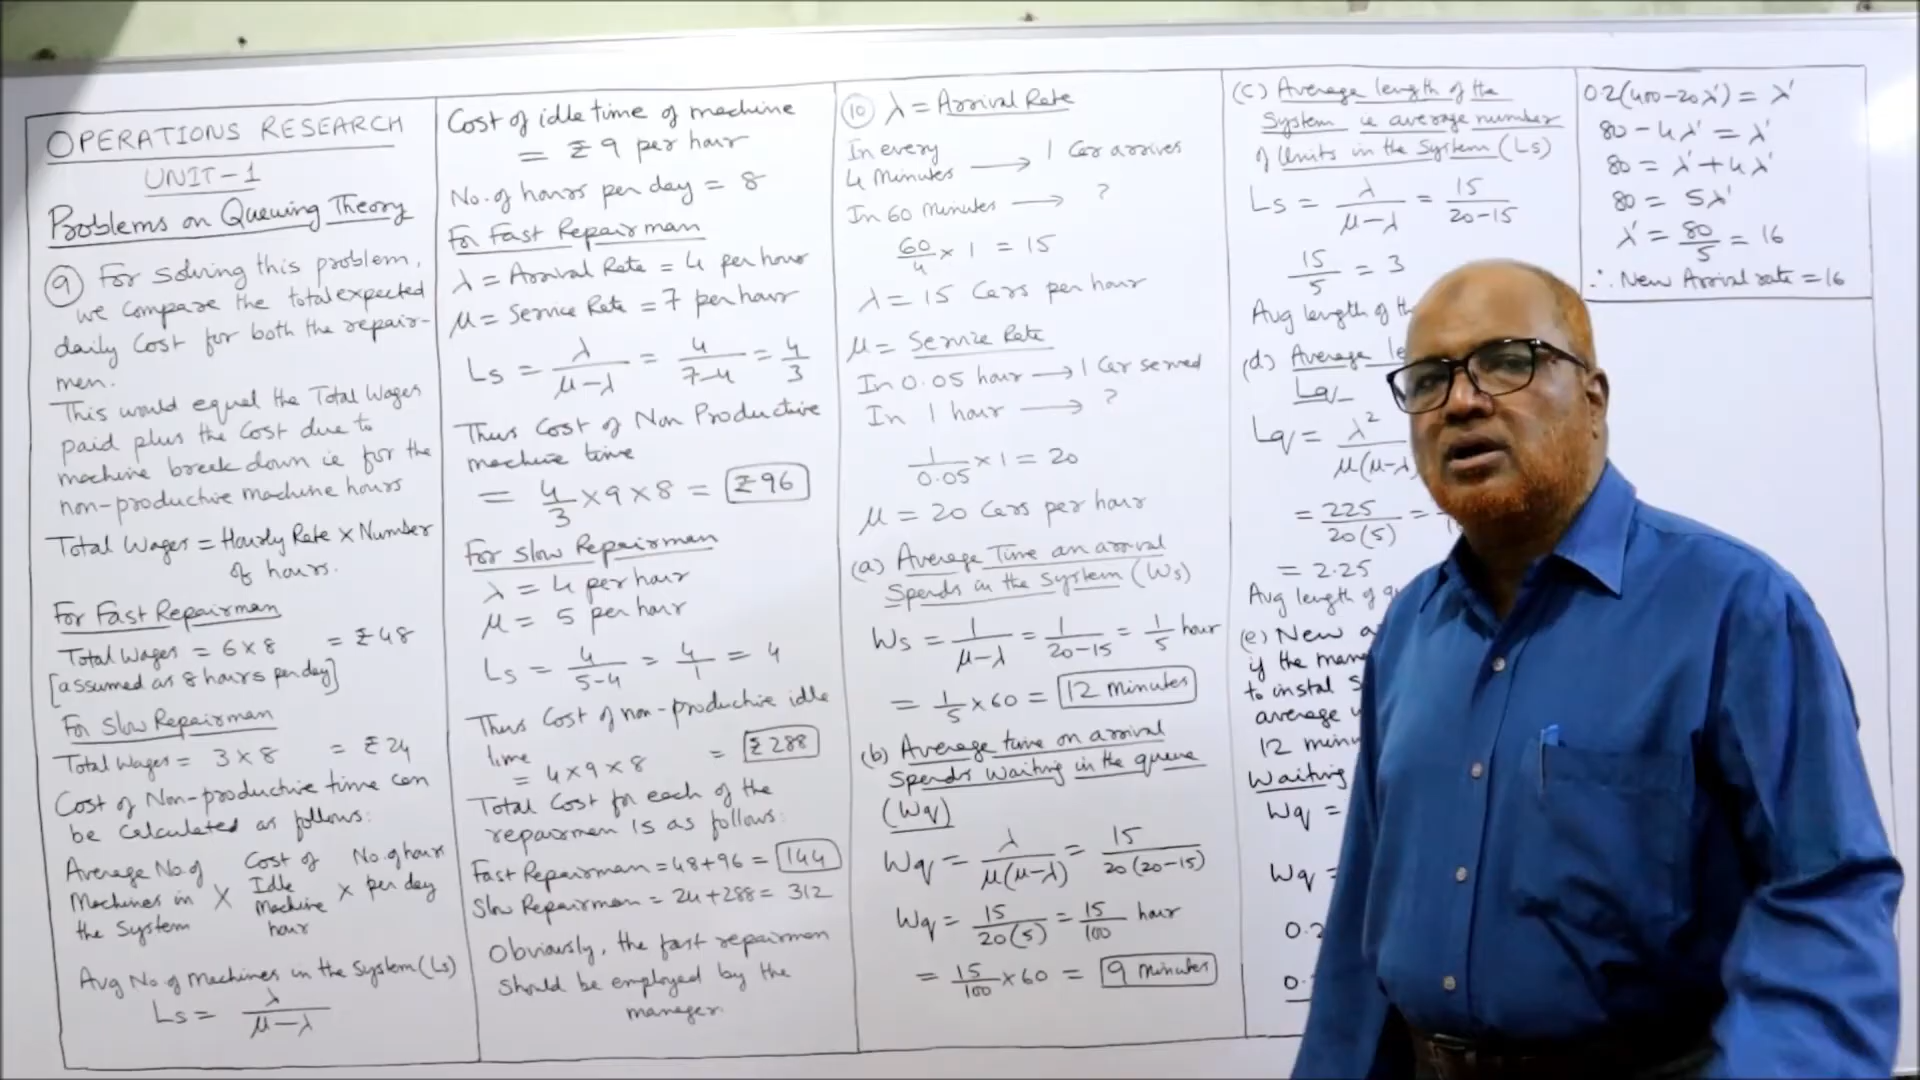 OPERATIONS RESEARCH
UNIT-1
Problems on Queuing Theory
⑨ For solving this problem,
we compare the total expected
daily cost for both the repair-
men.
This would equal the Total Wages
paid plus the cost due to
machine break down ie for the
non-productive machine hours
Total Wages = Hourly Rate × Number
of hours.
For Fast Repairman
Total Wages = 6×8 = ₹48
[assumed as 8 hours per day]
For Slow Repairman
Total Wages = 3×8 = ₹24
Cost of Non-productive time can
be calculated as follows:
Average No. of Machines in the System × Cost of Idle Machine hour × No. of hours per day
Avg No. of machines in the system (Ls)
Ls = λ/(μ-λ)
Cost of idle time of machine
= ₹9 per hour
No. of hours per day = 8
For Fast Repairman
λ = Arrival Rate = 4 per hour
μ = Service Rate = 7 per hour
Ls = λ/(μ-λ) = 4/(7-4) = 4/3
Thus Cost of Non Productive
machine time
= 4/3 ×9×8 = ₹96
For Slow Repairman
λ = 4 per hour
μ = 5 per hour
Ls = 4/(5-4) = 4/1 = 4
Thus Cost of non-productive idle
time
= 4×9×8 = ₹288
Total Cost for each of the
repairmen is as follows:
Fast Repairman = 48+96 = 144
Slow Repairman = 24+288 = 312
Obviously, the fast repairman
should be employed by the
manager.
⑩ λ = Arrival Rate
In every
4 Minutes → 1 Car arrives
In 60 Minutes → ?
60/4 × 1 = 15
λ = 15 Cars per hour
μ = Service Rate
In 0.05 hour → 1 Car served
In 1 hour → ?
1/0.05 × 1 = 20
μ = 20 Cars per hour
(a) Average Time an arrival
Spends in the System (Ws)
Ws = 1/(μ-λ) = 1/(20-15) = 1/5 hour
= 1/5 × 60 = 12 minutes
(b) Average time an arrival
Spends waiting in the queue
(Wq)
Wq = λ/(μ(μ-λ)) = 15/(20(20-15))
Wq = 15/(20(5)) = 15/100 hour
= 15/100 × 60 = 9 minutes
(c) Average length of the
System ie average number
of Units in the System (Ls)
Ls = λ/(μ-λ) = 15/(20-15)
15/5 = 3
Avg length of th
(d) Average le
Lq
Lq = λ²/(μ(μ-λ
= 225/(20(5)) =
= 2.25
Avg length of q
(e) New a
if the man
to instal s
average w
12 minu
Waiting
Wq =
Wq =
0.2
0.
0.2(400-20λ') = λ'
80-4λ' = λ'
80 = λ'+4λ'
80 = 5λ'
λ' = 80/5 = 16
∴ New Arrival rate = 16